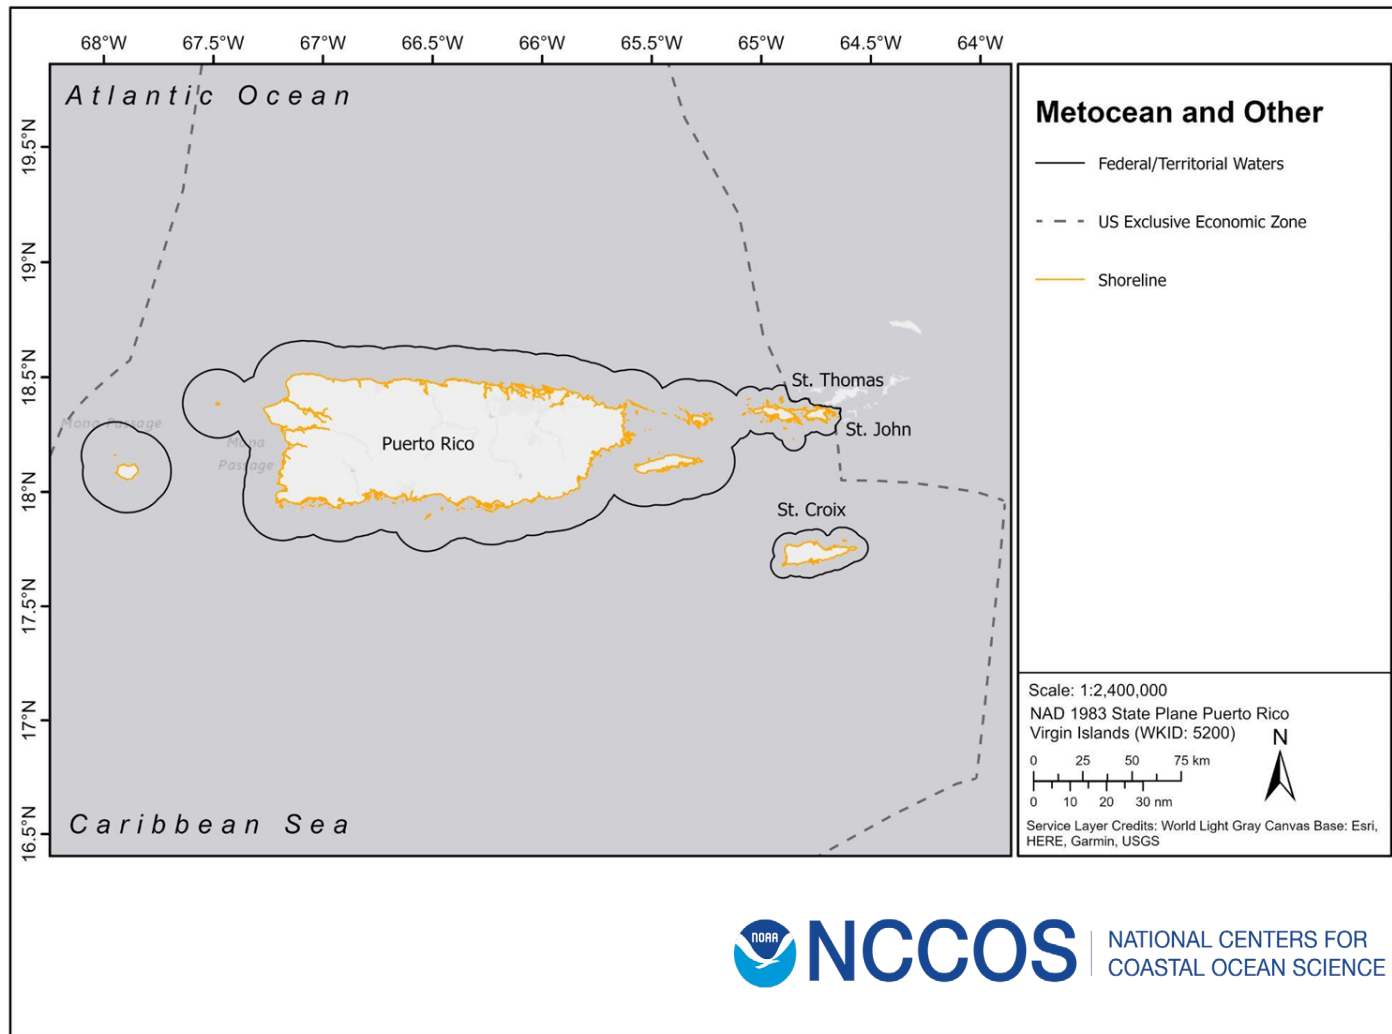 68°W 67.5°W 67°W 66.5°W 66°W 65.5°W 65°W 64.5°W 64°W
Atlantic Ocean
19.5°N
19°N
18.5°N
18°N
17.5°N
17°N
16.5°N
Mona Passage
Mona
Passage
Puerto Rico
St. Thomas
St. John
St. Croix
Caribbean Sea
Metocean and Other
Federal/Territorial Waters
US Exclusive Economic Zone
Shoreline
Scale: 1:2,400,000
NAD 1983 State Plane Puerto Rico
Virgin Islands (WKID: 5200)
N
0 25 50 75 km
0 10 20 30 nm
Service Layer Credits: World Light Gray Canvas Base: Esri,
HERE, Garmin, USGS
NOAA
NCCOS
NATIONAL CENTERS FOR
COASTAL OCEAN SCIENCE